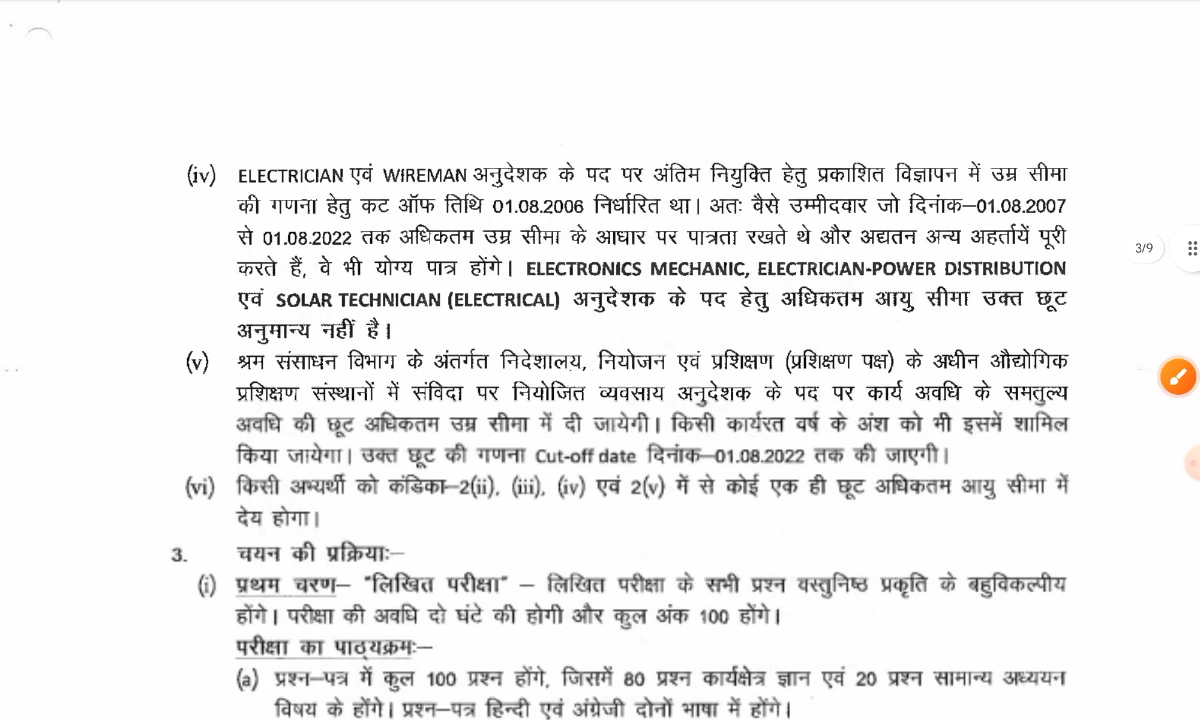 (iv) ELECTRICIAN एवं WIREMAN अनुदेशक के पद पर अंतिम नियुक्ति हेतु प्रकाशित विज्ञापन में उम्र सीमा
की गणना हेतु कट ऑफ तिथि 01.08.2006 निर्धारित था। अतः वैसे उम्मीदवार जो दिनांक–01.08.2007
से 01.08.2022 तक अधिकतम उम्र सीमा के आधार पर पात्रता रखते थे और अद्यतन अन्य अहर्तायें पूरी
करते हैं, वे भी योग्य पात्र होंगे। ELECTRONICS MECHANIC, ELECTRICIAN-POWER DISTRIBUTION
एवं SOLAR TECHNICIAN (ELECTRICAL) अनुदेशक के पद हेतु अधिकतम आयु सीमा उक्त छूट
अनुमान्य नहीं है।
(v) श्रम संसाधन विभाग के अंतर्गत निदेशालय, नियोजन एवं प्रशिक्षण (प्रशिक्षण पक्ष) के अधीन औद्योगिक
प्रशिक्षण संस्थानों में संविदा पर नियोजित व्यवसाय अनुदेशक के पद पर कार्य अवधि के समतुल्य
अवधि की छूट अधिकतम उम्र सीमा में दी जायेगी। किसी कार्यरत वर्ष के अंश को भी इसमें शामिल
किया जायेगा। उक्त छूट की गणना Cut-off date दिनांक–01.08.2022 तक की जाएगी।
(vi) किसी अभ्यर्थी को कंडिका–2(ii), (iii), (iv) एवं 2(v) में से कोई एक ही छूट अधिकतम आयु सीमा में
देय होगा।
3. चयन की प्रक्रियाः–
(i) प्रथम चरण– "लिखित परीक्षा" – लिखित परीक्षा के सभी प्रश्न वस्तुनिष्ठ प्रकृति के बहुविकल्पीय
होंगे। परीक्षा की अवधि दो घंटे की होगी और कुल अंक 100 होंगे।
परीक्षा का पाठ्यक्रमः–
(a) प्रश्न–पत्र में कुल 100 प्रश्न होंगे, जिसमें 80 प्रश्न कार्यक्षेत्र ज्ञान एवं 20 प्रश्न सामान्य अध्ययन
विषय के होंगे। प्रश्न–पत्र हिन्दी एवं अंग्रेजी दोनों भाषा में होंगे।
3/9